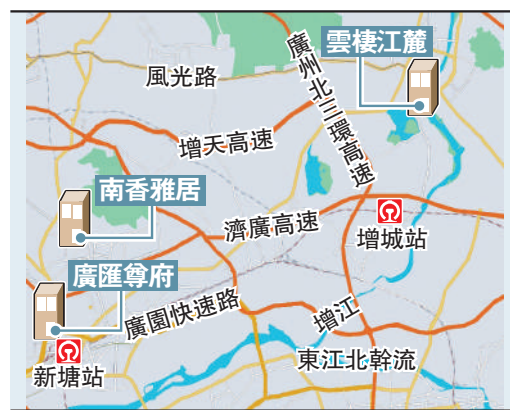 雲棲江麓
風光路
廣州北三環高速
增天高速
南香雅居
濟廣高速
增城站
廣匯尊府
廣園快速路
增江
新塘站
東江北幹流